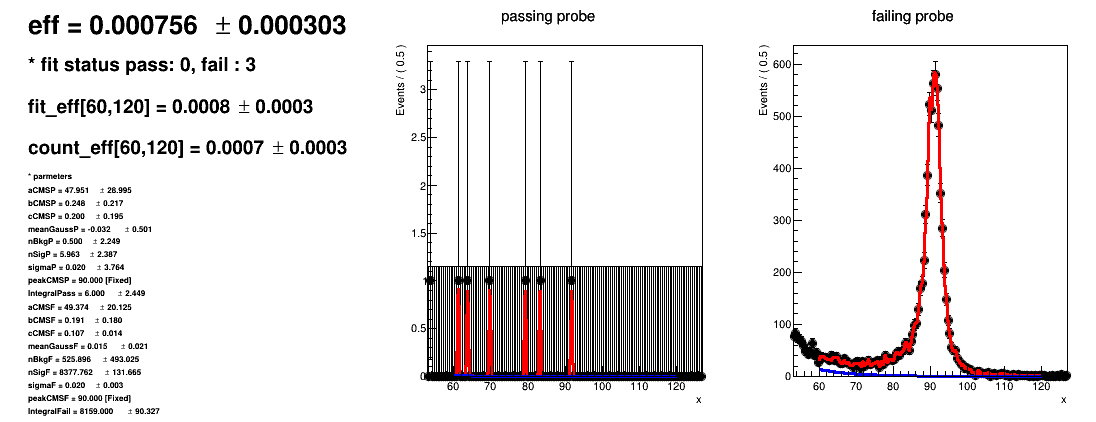 eff = 0.000756 ± 0.000303
* fit status pass: 0, fail : 3
fit_eff[60,120] = 0.0008 ± 0.0003
count_eff[60,120] = 0.0007 ± 0.0003
* parmeters
aCMSP = 47.951 ± 28.995
bCMSP = 0.248 ± 0.217
cCMSP = 0.200 ± 0.195
meanGaussP = -0.032 ± 0.501
nBkgP = 0.500 ± 2.249
nSigP = 5.963 ± 2.387
sigmaP = 0.020 ± 3.764
peakCMSP = 90.000 [Fixed]
IntegralPass = 6.000 ± 2.449
aCMSF = 49.374 ± 20.125
bCMSF = 0.191 ± 0.180
cCMSF = 0.107 ± 0.014
meanGaussF = 0.015 ± 0.021
nBkgF = 525.896 ± 493.025
nSigF = 8377.762 ± 131.665
sigmaF = 0.020 ± 0.003
peakCMSF = 90.000 [Fixed]
IntegralFail = 8159.000 ± 90.327
passing probe
Events / ( 0.5 )
3
2.5
2
1.5
1
0.5
0
60 70 80 90 100 110 120
x
failing probe
Events / ( 0.5 )
600
500
400
300
200
100
0
60 70 80 90 100 110 120
x